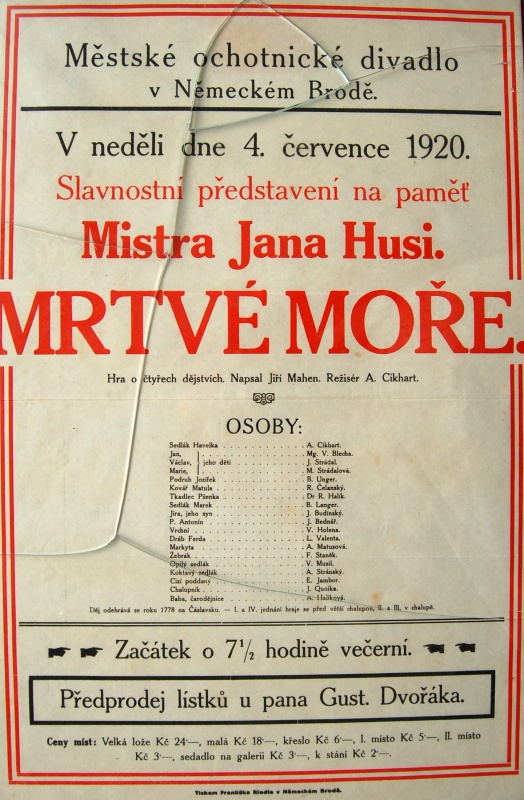 Městské ochotnické divadlo
v Německém Brodě.
V neděli dne 4. července 1920.
Slavnostní představení na paměť
Mistra Jana Husi.
MRTVÉ MOŘE.
Hra o čtyřech dějstvích. Napsal Jiří Mahen. Režisér A. Cikhart.
OSOBY:
Sedlák Havelka . . . . . . . . . . A. Cikhart.
Jan, Mg. V. Blecha.
Václav, jeho děti . . . . . . . . . J. Strádal.
Marie, M. Strádalová.
Podruh Jozífek . . . . . . . . . . B. Unger.
Kovář Matula . . . . . . . . . . R. Čelanský.
Tkadlec Pšenka . . . . . . . . . . Dr R. Halík.
Sedlák Marek . . . . . . . . . . B. Langer.
Jíra, jeho syn . . . . . . . . . . J. Budínský.
P. Antonín . . . . . . . . . . J. Bednář.
Vrchní . . . . . . . . . . V. Holena.
Dráb Ferda . . . . . . . . . . L. Valenta.
Markyta . . . . . . . . . . A. Matusová.
Žebrák . . . . . . . . . . F. Staněk.
Opilý sedlák . . . . . . . . . . V. Musil.
Koktavý sedlák . . . . . . . . . . A. Stránský.
Cizí poddaný . . . . . . . . . . E. Jambor.
Chalupník . . . . . . . . . . J. Quoika.
Baba, čarodějnice . . . . . . . . . . A. Halíková.
Děj odehrává se roku 1778 na Čáslavsku. — I. a IV. jednání hraje se před větší chalupou, II. a III. v chalupě.
Začátek o 7½ hodině večerní.
Předprodej lístků u pana Gust. Dvořáka.
Ceny míst: Velká lože Kč 24·—, malá Kč 18·—, křeslo Kč 6·—, I. místo Kč 5·—, II. místo
Kč 3·—, sedadlo na galerii Kč 3·—, k stání Kč 2·—.
Tiskem Františka Riedla v Německém Brodě.